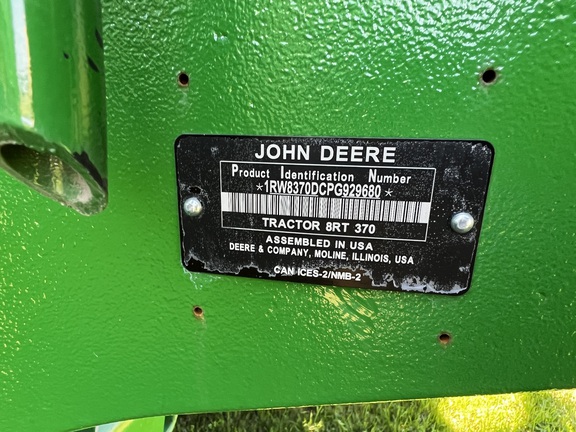 JOHN DEERE
Product Identification Number
*1RW8370DCPG929680*
TRACTOR 8RT 370
ASSEMBLED IN USA
DEERE & COMPANY, MOLINE, ILLINOIS, USA
CAN ICES-2/NMB-2